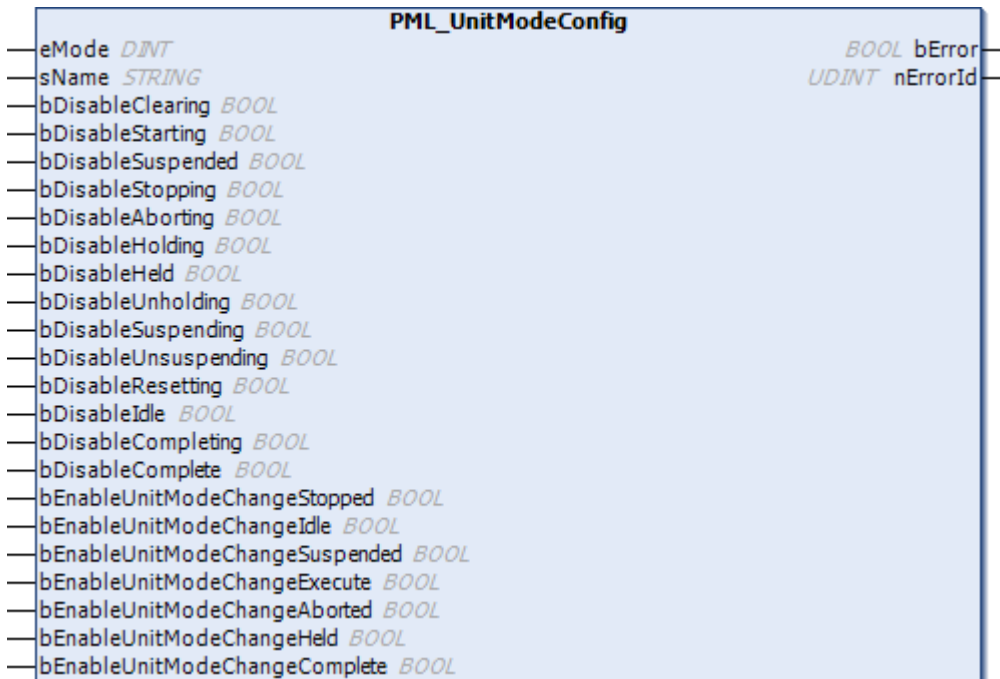 PML_UnitModeConfig
eMode DINT BOOL bError
sName STRING UDINT nErrorId
bDisableClearing BOOL
bDisableStarting BOOL
bDisableSuspended BOOL
bDisableStopping BOOL
bDisableAborting BOOL
bDisableHolding BOOL
bDisableHeld BOOL
bDisableUnholding BOOL
bDisableSuspending BOOL
bDisableUnsuspending BOOL
bDisableResetting BOOL
bDisableIdle BOOL
bDisableCompleting BOOL
bDisableComplete BOOL
bEnableUnitModeChangeStopped BOOL
bEnableUnitModeChangeIdle BOOL
bEnableUnitModeChangeSuspended BOOL
bEnableUnitModeChangeExecute BOOL
bEnableUnitModeChangeAborted BOOL
bEnableUnitModeChangeHeld BOOL
bEnableUnitModeChangeComplete BOOL